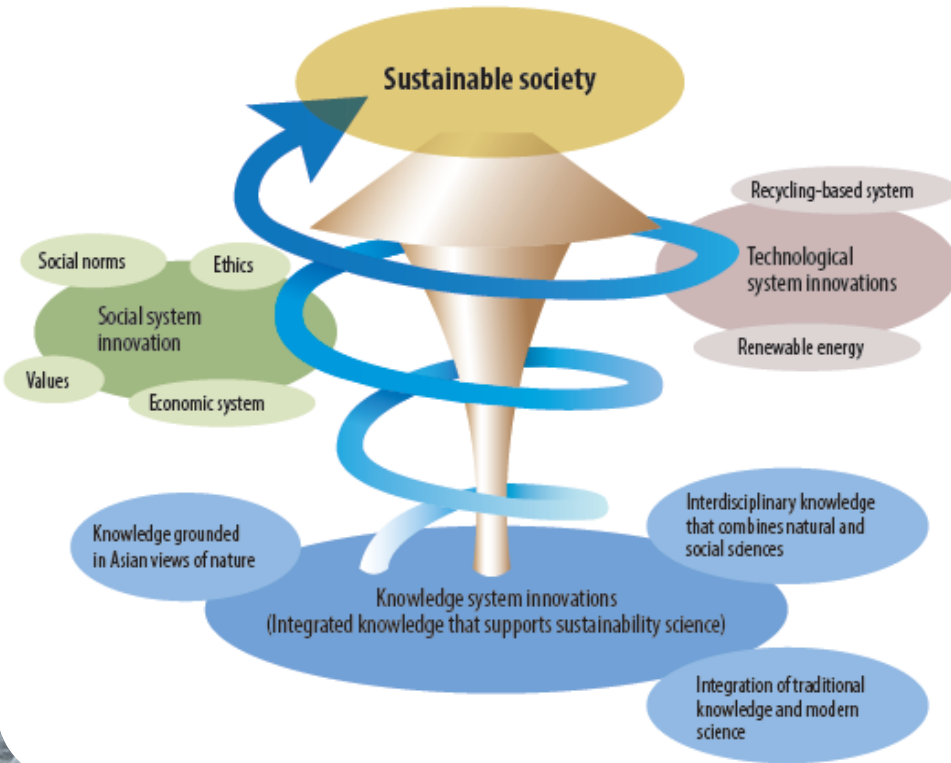 Sustainable society
Recycling-based system
Social norms
Ethics
Technological
system innovations
Social system
innovation
Renewable energy
Values
Economic system
Interdisciplinary knowledge
that combines natural and
social sciences
Knowledge grounded
in Asian views of nature
Knowledge system innovations
(Integrated knowledge that supports sustainability science)
Integration of traditional
knowledge and modern
science